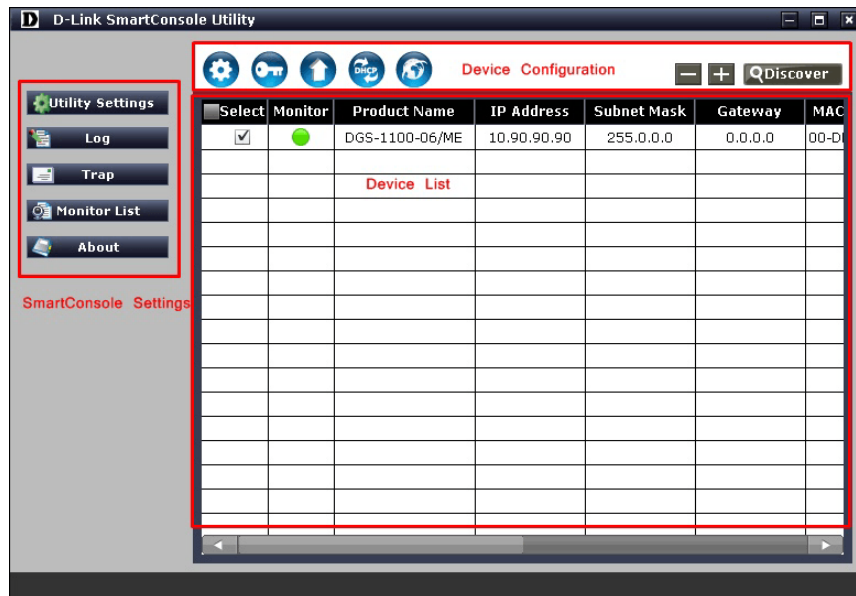 D-Link SmartConsole Utility
DHCP
Device Configuration
Discover
Utility Settings
Log
Trap
Monitor List
About
SmartConsole Settings
Select Monitor Product Name IP Address Subnet Mask Gateway MAC
DGS-1100-06/ME 10.90.90.90 255.0.0.0 0.0.0.0
Device List